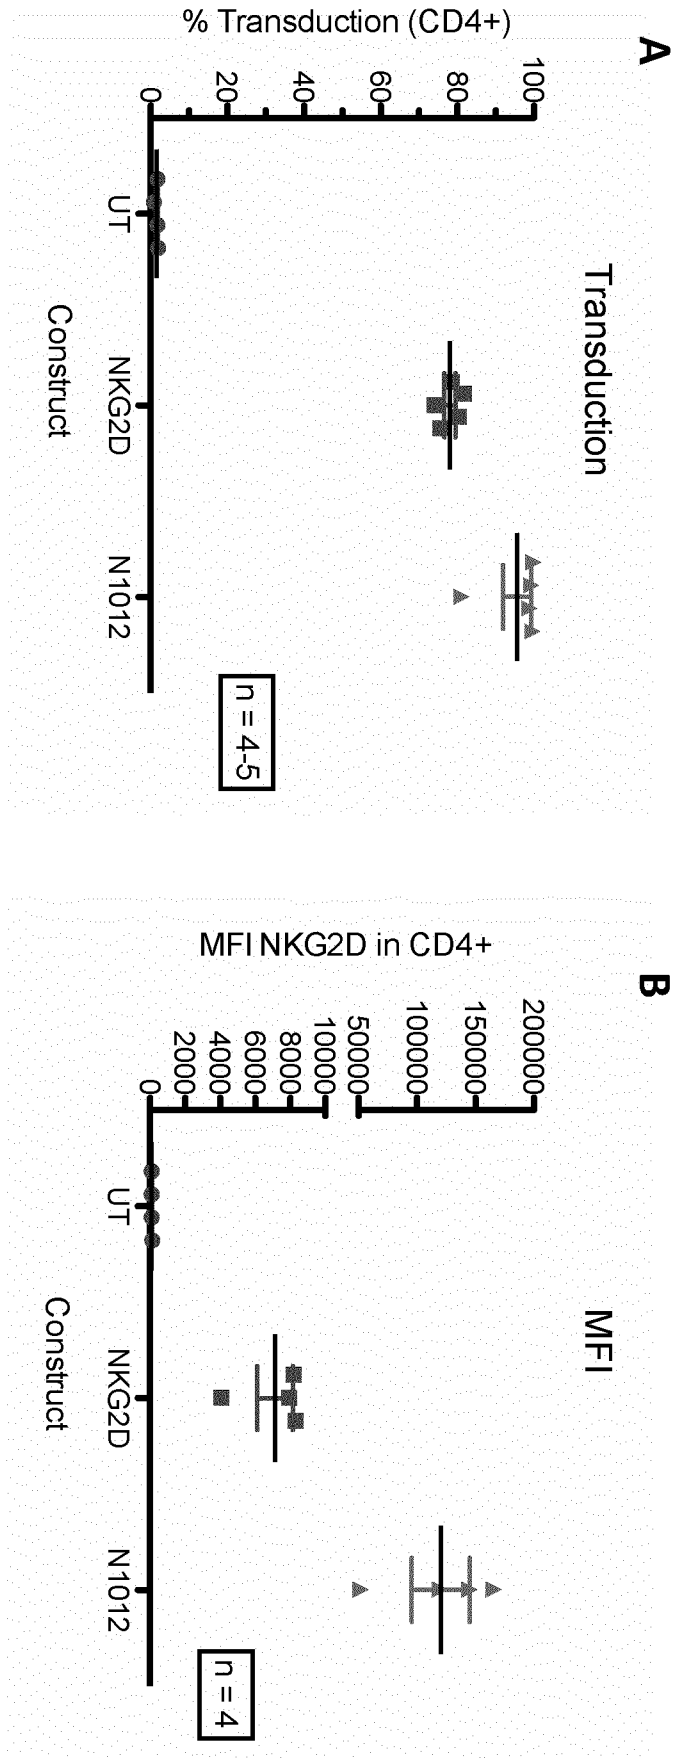 A
Transduction
% Transduction (CD4+)
100
80
60
40
20
0
UT
NKG2D
N1012
Construct
n = 4-5
B
MFI
MFI NKG2D in CD4+
200000
150000
100000
50000
10000
8000
6000
4000
2000
0
UT
NKG2D
N1012
Construct
n = 4